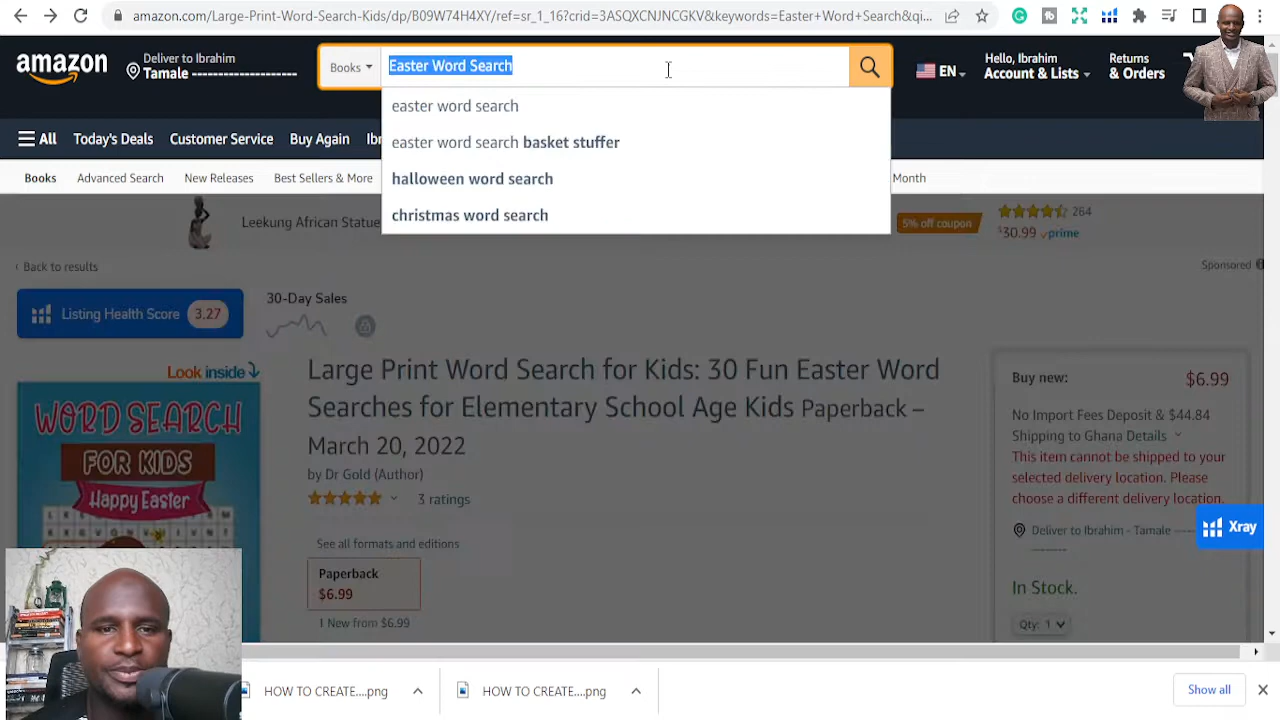 amazon.com/Large-Print-Word-Search-Kids/dp/B09W74H4XY/ref=sr_1_16?crid=3ASQXCNJNCGKV&keywords=Easter+Word+Search&qi...
amazon
Deliver to Ibrahim
Tamale
Books
Easter Word Search
EN
Hello, Ibrahim
Account & Lists
Returns
& Orders
easter word search
easter word search basket stuffer
halloween word search
christmas word search
All
Today's Deals
Customer Service
Buy Again
Books
Advanced Search
New Releases
Best Sellers & More
Month
Leekung African Statue
5% off coupon
264
$30.99 prime
‹ Back to results
Sponsored
Listing Health Score 3.27
30-Day Sales
Look inside
WORD SEARCH
FOR KIDS
Happy Easter
Large Print Word Search for Kids: 30 Fun Easter Word
Searches for Elementary School Age Kids Paperback –
March 20, 2022
by Dr Gold (Author)
3 ratings
See all formats and editions
Paperback
$6.99
1 New from $6.99
Buy new: $6.99
No Import Fees Deposit & $44.84
Shipping to Ghana Details
This item cannot be shipped to your
selected delivery location. Please
choose a different delivery location.
Deliver to Ibrahim - Tamale
Xray
In Stock.
Qty: 1
HOW TO CREATE....png
HOW TO CREATE....png
Show all